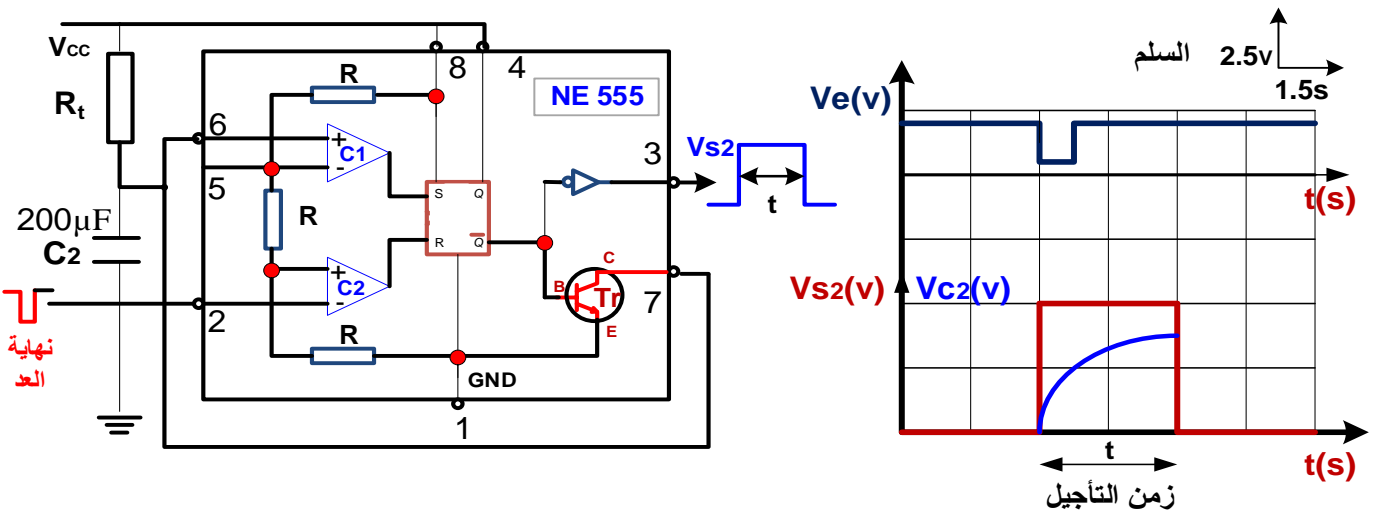 VCC
Rt
200µF
C2
نهاية
العد
6
5
2
8
4
R
R
R
C1
+
-
C2
+
-
NE 555
S
Q
R
Q̅
B
C
E
Tr
GND
1
3
7
Vs2
t
السلم
2.5v
1.5s
Ve(v)
t(s)
Vs2(v)
Vc2(v)
t
t(s)
زمن التأجيل